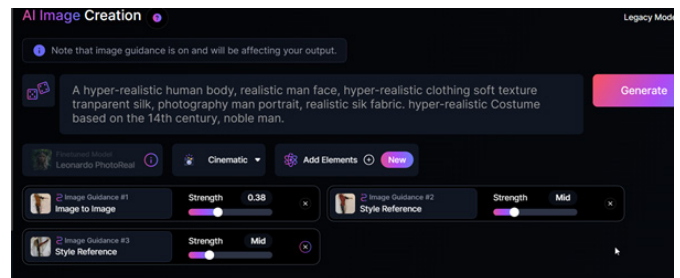 AI Image Creation ?
Legacy Mode
i Note that image guidance is on and will be affecting your output.
A hyper-realistic human body, realistic man face, hyper-realistic clothing soft texture
tranparent silk, photography man portrait, realistic sik fabric. hyper-realistic Costume
based on the 14th century, noble man.
Generate
Finetuned Model
Leonardo PhotoReal
Cinematic
Add Elements
New
Image Guidance #1
Image to Image
Strength 0.38
Image Guidance #2
Style Reference
Strength Mid
Image Guidance #3
Style Reference
Strength Mid